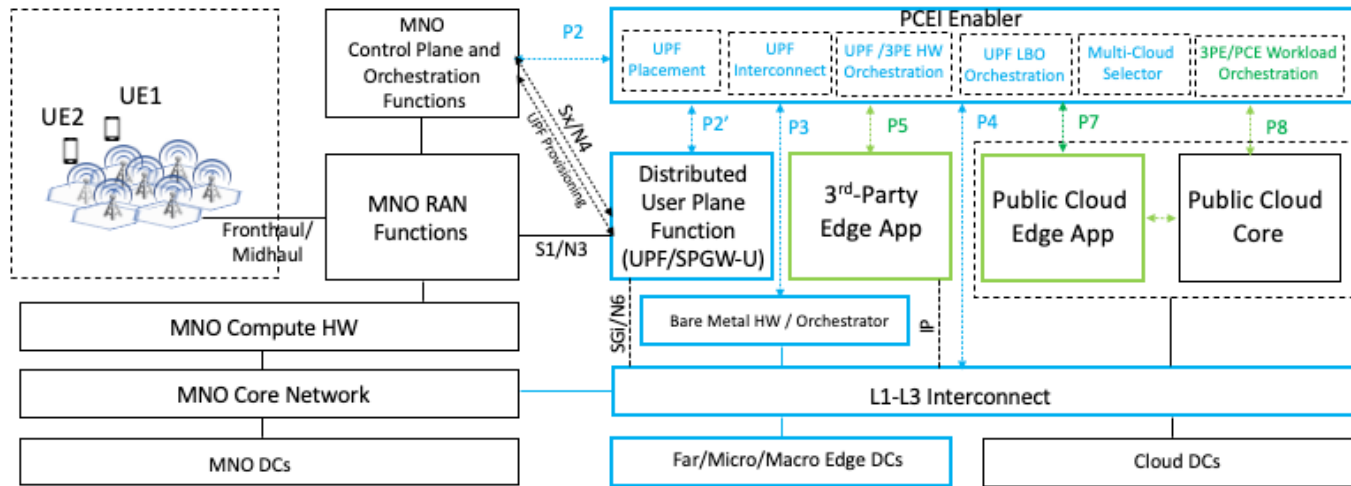 MNO
Control Plane and
Orchestration
Functions
P2
PCEI Enabler
UPF
Placement
UPF
Interconnect
UPF /3PE HW
Orchestration
UPF LBO
Orchestration
Multi-Cloud
Selector
3PE/PCE Workload
Orchestration
UE1
UE2
Sx/N4
UPF Provisioning
P2’
P3
P5
P4
P7
P8
Fronthaul/
Midhaul
MNO RAN
Functions
S1/N3
Distributed
User Plane
Function
(UPF/SPGW-U)
3rd-Party
Edge App
Public Cloud
Edge App
Public Cloud
Core
SGi/N6
Bare Metal HW / Orchestrator
IP
MNO Compute HW
MNO Core Network
L1-L3 Interconnect
MNO DCs
Far/Micro/Macro Edge DCs
Cloud DCs